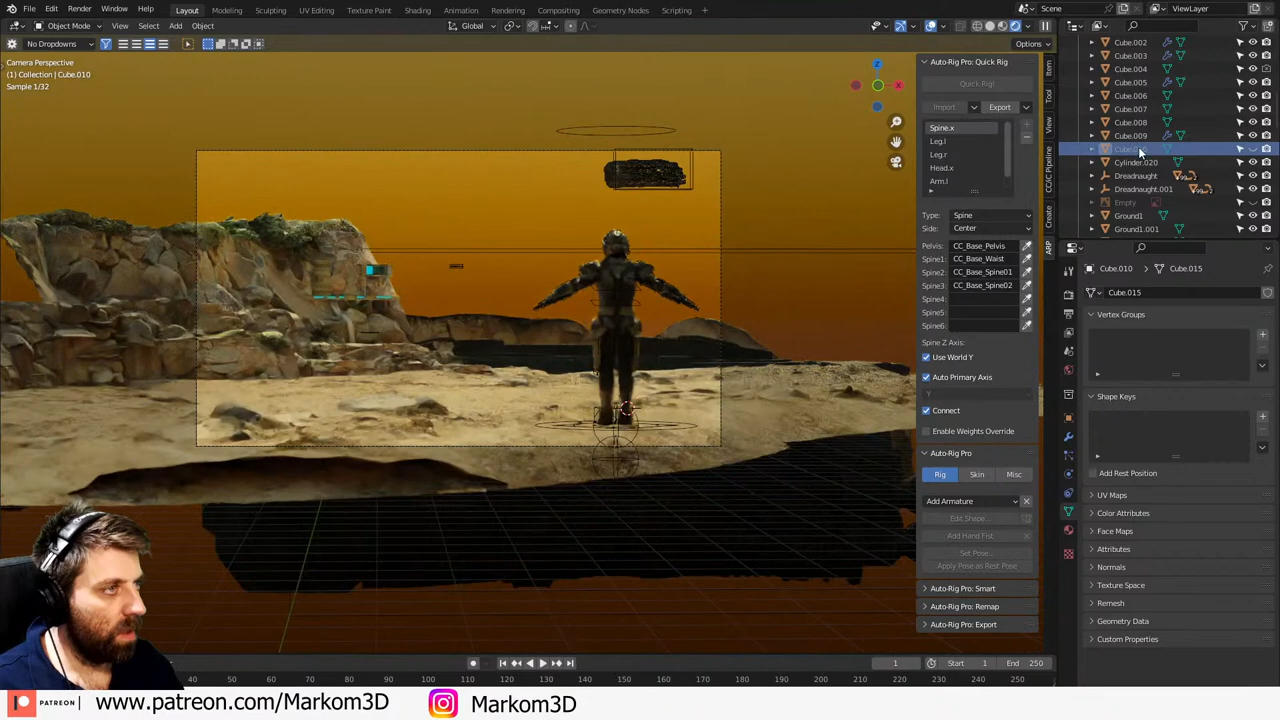 File Edit Render Window Help Layout Modeling Sculpting UV Editing Texture Paint Shading Animation Rendering Compositing Geometry Nodes Scripting Scene ViewLayer
Object Mode View Select Add Object Global
No Dropdowns Options
Camera Perspective
(1) Collection | Cube.010
Sample 1/32
Z
X
Auto-Rig Pro: Quick Rig
Quick Rig!
Import Export
Spine.x
Leg.l
Leg.r
Head.x
Arm.l
Type: Spine
Side: Center
Pelvis: CC_Base_Pelvis
Spine1: CC_Base_Waist
Spine2: CC_Base_Spine01
Spine3: CC_Base_Spine02
Spine4:
Spine5:
Spine6:
Spine Z Axis:
Use World Y
Auto Primary Axis
Y
Connect
Enable Weights Override
Auto-Rig Pro
Rig Skin Misc
Add Armature
Edit Shape...
Add Hand Fist
Set Pose...
Apply Pose as Rest Pose
Auto-Rig Pro: Smart
Auto-Rig Pro: Remap
Auto-Rig Pro: Export
Item
Tool
View
CC/iC Pipeline
Create
ARP
Cube.002
Cube.003
Cube.004
Cube.005
Cube.006
Cube.007
Cube.008
Cube.009
Cylinder.020
Dreadnaught
Dreadnaught.001
Empty
Ground1
Ground1.001
Cube.010 Cube.015
Cube.015
Vertex Groups
Shape Keys
Add Rest Position
UV Maps
Color Attributes
Face Maps
Attributes
Normals
Texture Space
Remesh
Geometry Data
Custom Properties
1 Start 1 End 250
40 50 60 70 80 90 100 110 120 130 140 150 160 170 180 190 200 210 220 230 240 250
PATREON www.patreon.com/Markom3D Markom3D